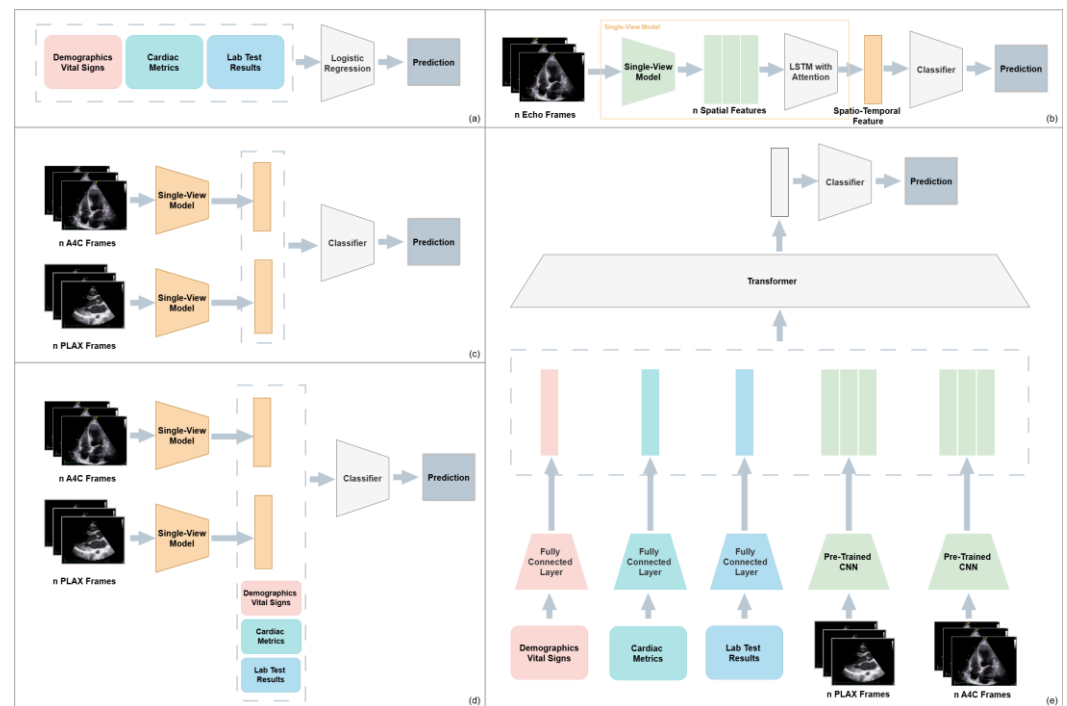 Demographics
Vital Signs
Cardiac
Metrics
Lab Test
Results
Logistic
Regression
Prediction
(a)
Single-View Model
n Echo Frames
Single-View
Model
n Spatial Features
LSTM with
Attention
Spatio-Temporal
Feature
Classifier
Prediction
(b)
n A4C Frames
Single-View
Model
n PLAX Frames
Single-View
Model
Classifier
Prediction
(c)
n A4C Frames
Single-View
Model
n PLAX Frames
Single-View
Model
Demographics
Vital Signs
Cardiac
Metrics
Lab Test
Results
Classifier
Prediction
(d)
Classifier
Prediction
Transformer
Fully
Connected
Layer
Fully
Connected
Layer
Fully
Connected
Layer
Pre-Trained
CNN
Pre-Trained
CNN
Demographics
Vital Signs
Cardiac
Metrics
Lab Test
Results
n PLAX Frames
n A4C Frames
(e)